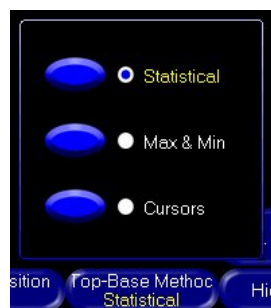 Statistical
Max & Min
Cursors
sition Top-Base Methoc Hi
Statistical